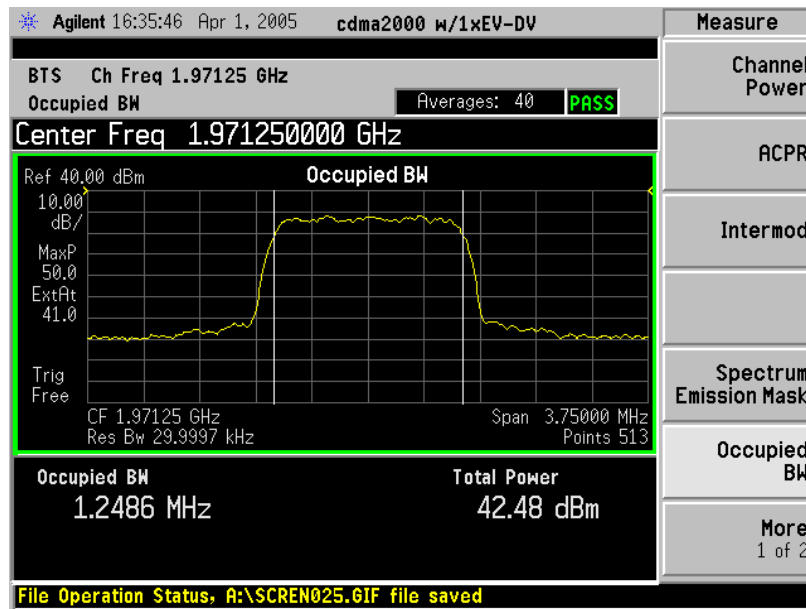 Agilent 16:35:46 Apr 1, 2005 cdma2000 w/1xEV-DV
Measure
BTS Ch Freq 1.97125 GHz
Occupied BW
Averages: 40 PASS
Center Freq 1.971250000 GHz
Ref 40.00 dBm
Occupied BW
10.00
dB/
MaxP
50.0
ExtAt
41.0
Trig
Free
CF 1.97125 GHz
Span 3.75000 MHz
Res Bw 29.9997 kHz
Points 513
Occupied BW
Total Power
1.2486 MHz
42.48 dBm
Channel
Power
ACPR
Intermod
Spectrum
Emission Mask
Occupied
BW
More
1 of 2
File Operation Status, A:\SCREN025.GIF file saved